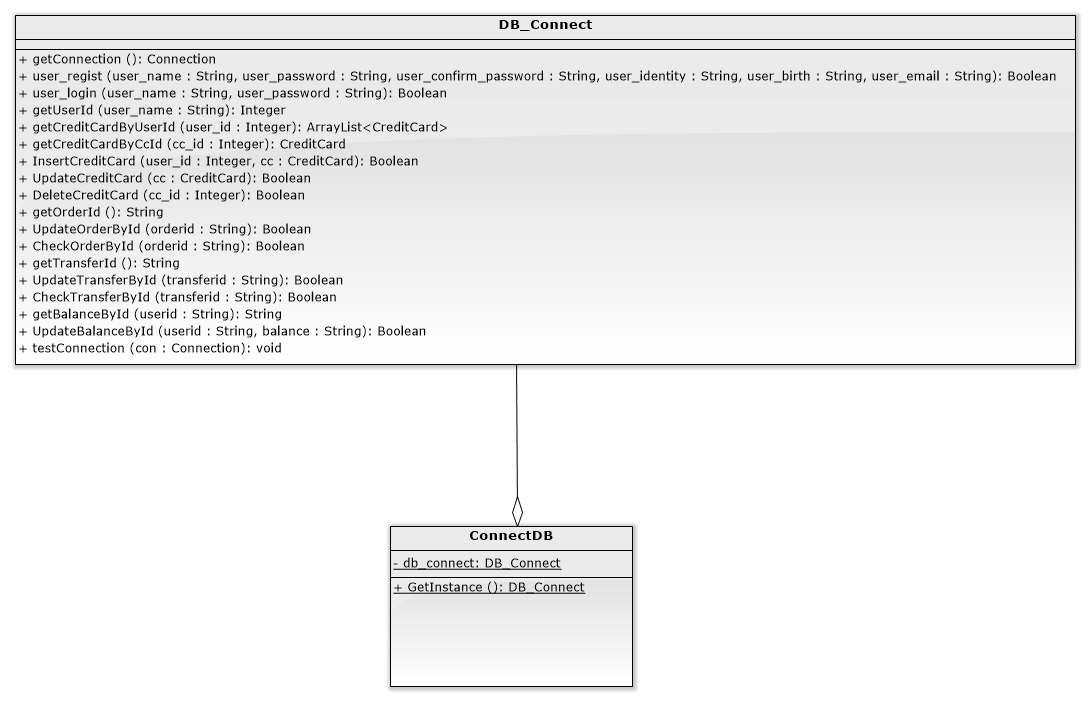 DB_Connect
+ getConnection (): Connection
+ user_regist (user_name : String, user_password : String, user_confirm_password : String, user_identity : String, user_birth : String, user_email : String): Boolean
+ user_login (user_name : String, user_password : String): Boolean
+ getUserId (user_name : String): Integer
+ getCreditCardByUserId (user_id : Integer): ArrayList<CreditCard>
+ getCreditCardByCcId (cc_id : Integer): CreditCard
+ InsertCreditCard (user_id : Integer, cc : CreditCard): Boolean
+ UpdateCreditCard (cc : CreditCard): Boolean
+ DeleteCreditCard (cc_id : Integer): Boolean
+ getOrderId (): String
+ UpdateOrderById (orderid : String): Boolean
+ CheckOrderById (orderid : String): Boolean
+ getTransferId (): String
+ UpdateTransferById (transferid : String): Boolean
+ CheckTransferById (transferid : String): Boolean
+ getBalanceById (userid : String): String
+ UpdateBalanceById (userid : String, balance : String): Boolean
+ testConnection (con : Connection): void
ConnectDB
- db_connect: DB_Connect
+ GetInstance (): DB_Connect